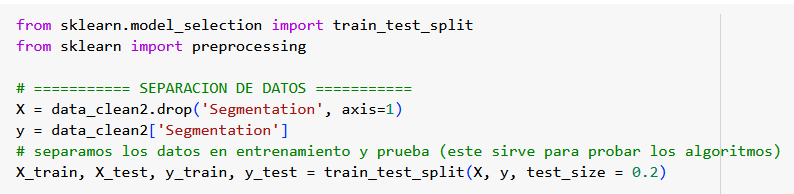 from sklearn.model_selection import train_test_split
from sklearn import preprocessing
# =========== SEPARACION DE DATOS ===========
X = data_clean2.drop('Segmentation', axis=1)
y = data_clean2['Segmentation']
# separamos los datos en entrenamiento y prueba (este sirve para probar los algoritmos)
X_train, X_test, y_train, y_test = train_test_split(X, y, test_size = 0.2)